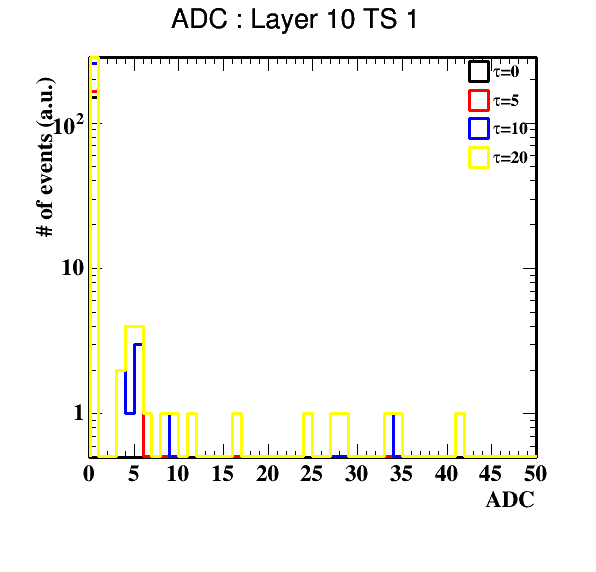 ADC : Layer 10 TS 1
# of events (a.u.)
10²
10
1
τ=0
τ=5
τ=10
τ=20
0 5 10 15 20 25 30 35 40 45 50
ADC